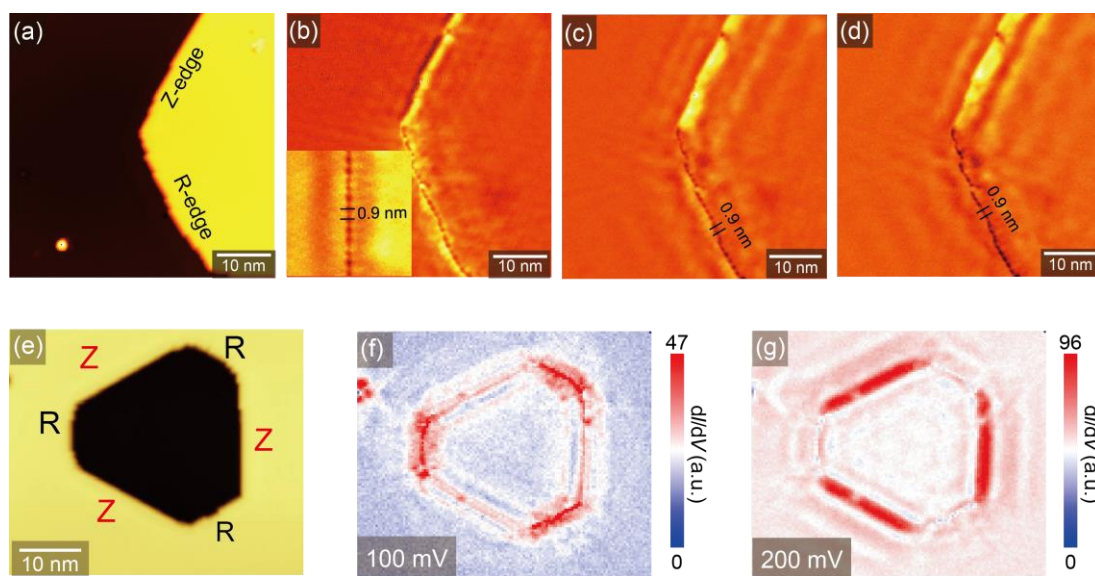 (a)
Z-edge
R-edge
10 nm
(b)
0.9 nm
10 nm
(c)
0.9 nm
10 nm
(d)
0.9 nm
10 nm
(e)
Z
R
R
Z
Z
R
10 nm
(f)
100 mV
47
dI/dV (a.u.)
0
(g)
200 mV
96
dI/dV (a.u.)
0